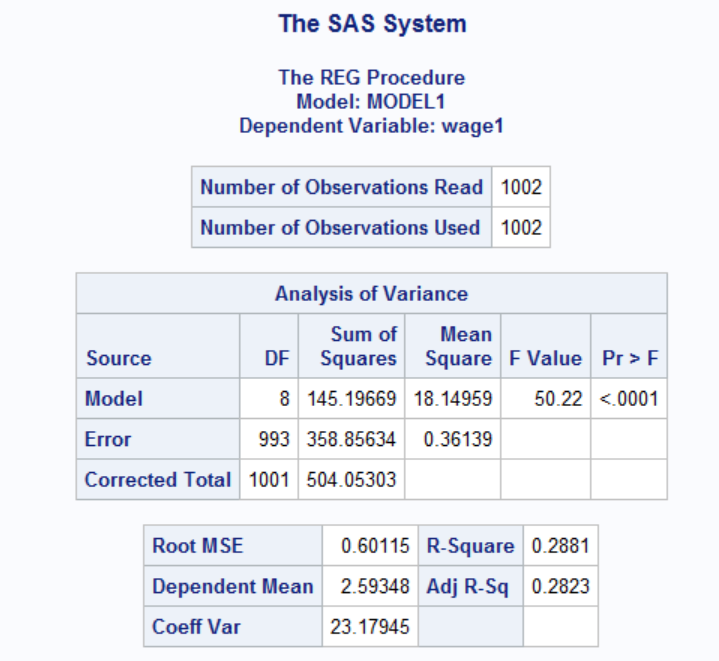 The SAS System
The REG Procedure
Model: MODEL1
Dependent Variable: wage1
Number of Observations Read 1002
Number of Observations Used 1002
Analysis of Variance
Source DF Sum of Squares Mean Square F Value Pr > F
Model 8 145.19669 18.14959 50.22 <.0001
Error 993 358.85634 0.36139
Corrected Total 1001 504.05303
Root MSE 0.60115 R-Square 0.2881
Dependent Mean 2.59348 Adj R-Sq 0.2823
Coeff Var 23.17945